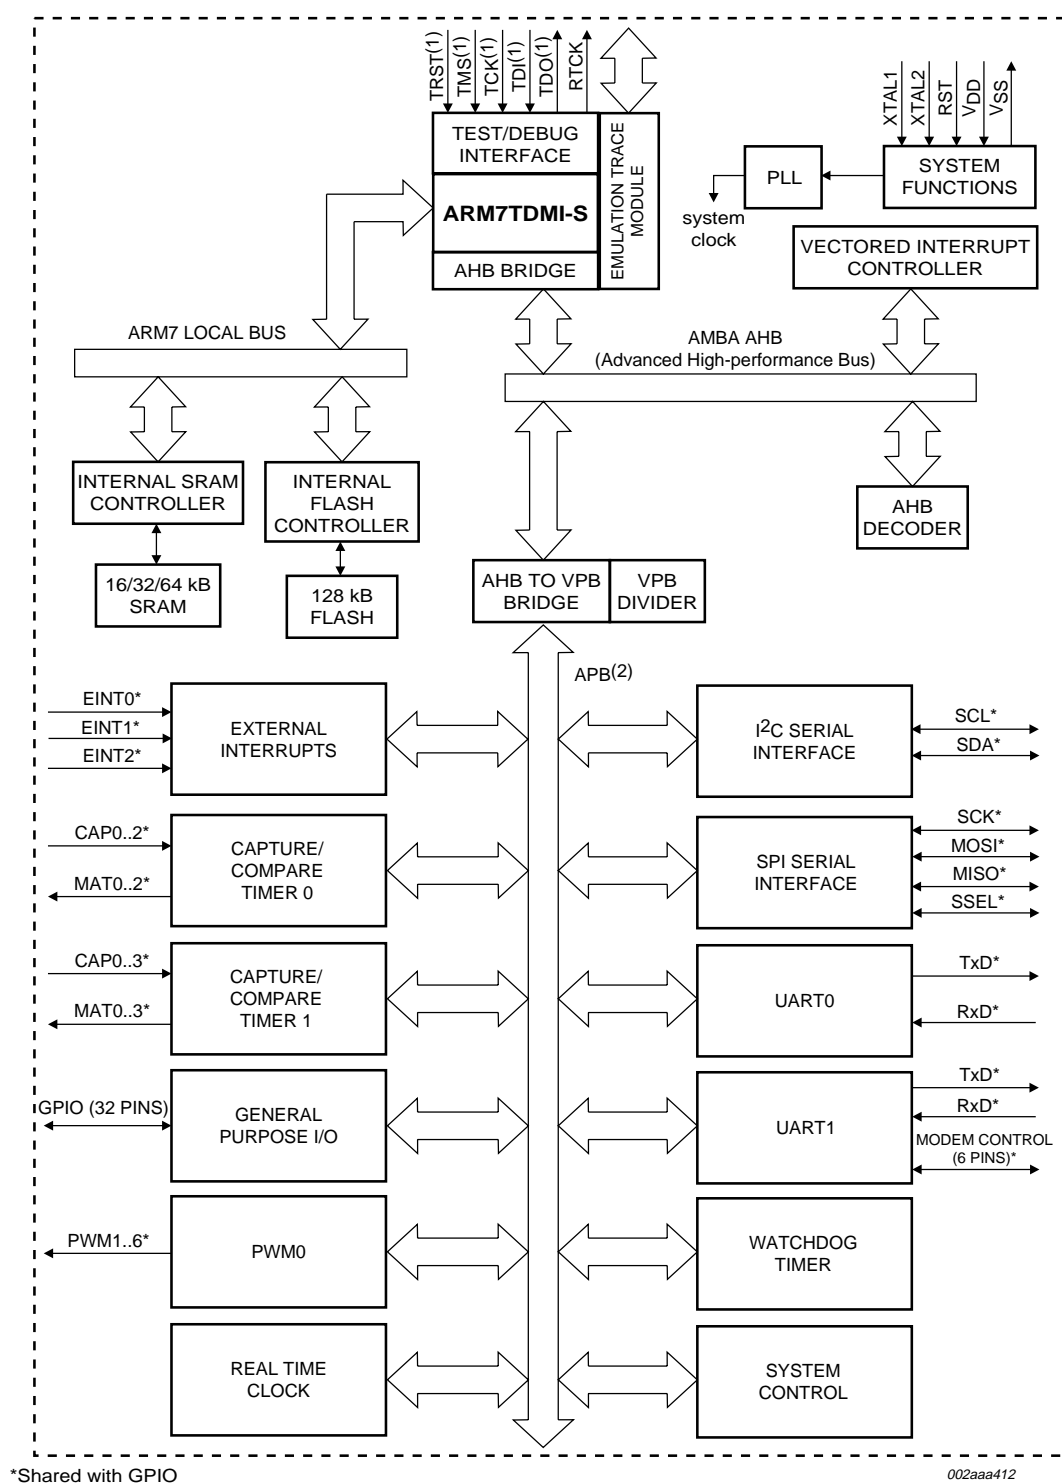 TRST(1)
TMS(1)
TCK(1)
TDI(1)
TDO(1)
RTCK
XTAL1
XTAL2
RST
VDD
VSS
TEST/DEBUG
INTERFACE
ARM7TDMI-S
AHB BRIDGE
EMULATION TRACE
MODULE
PLL
SYSTEM
FUNCTIONS
system
clock
VECTORED INTERRUPT
CONTROLLER
ARM7 LOCAL BUS
AMBA AHB
(Advanced High-performance Bus)
INTERNAL SRAM
CONTROLLER
INTERNAL
FLASH
CONTROLLER
AHB
DECODER
16/32/64 kB
SRAM
128 kB
FLASH
AHB TO VPB
BRIDGE
VPB
DIVIDER
APB(2)
EINT0*
EINT1*
EINT2*
EXTERNAL
INTERRUPTS
I2C SERIAL
INTERFACE
SCL*
SDA*
CAP0..2*
MAT0..2*
CAPTURE/
COMPARE
TIMER 0
SPI SERIAL
INTERFACE
SCK*
MOSI*
MISO*
SSEL*
CAP0..3*
MAT0..3*
CAPTURE/
COMPARE
TIMER 1
UART0
TxD*
RxD*
GPIO (32 PINS)
GENERAL
PURPOSE I/O
UART1
TxD*
RxD*
MODEM CONTROL
(6 PINS)*
PWM1..6*
PWM0
WATCHDOG
TIMER
REAL TIME
CLOCK
SYSTEM
CONTROL
*Shared with GPIO
002aaa412